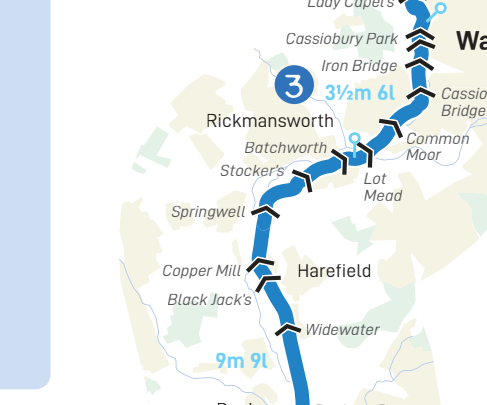 Lady Capel's
Cassiobury Park
Wa
Iron Bridge
3
3½m 6l
Cassio
Bridge
Rickmansworth
Common
Moor
Batchworth
Stocker's
Lot
Mead
Springwell
Copper Mill
Harefield
Black Jack's
Widewater
9m 9l